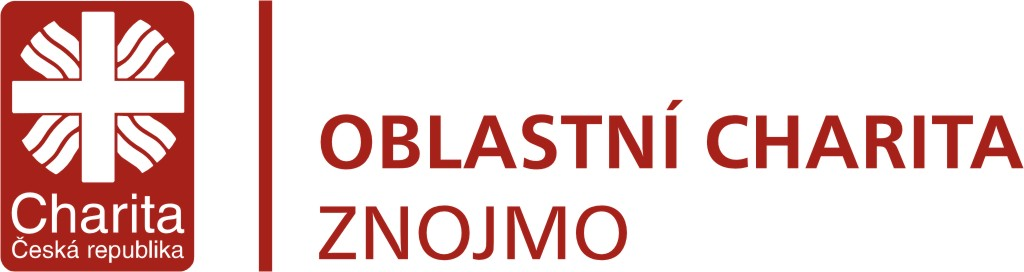 Charita
Česká republika
OBLASTNÍ CHARITA
ZNOJMO